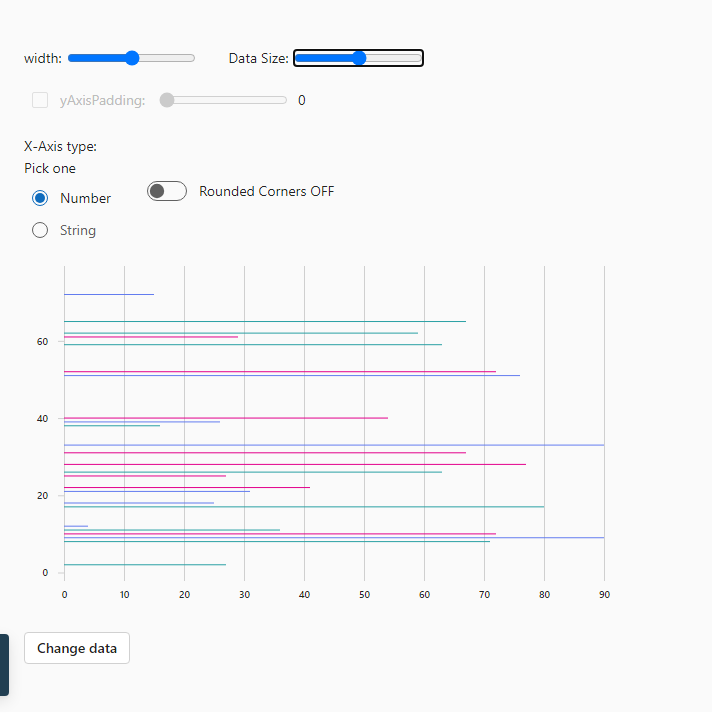 width: Data Size:
yAxisPadding: 0
X-Axis type:
Pick one
Number Rounded Corners OFF
String
60
40
20
0
0 10 20 30 40 50 60 70 80 90
Change data